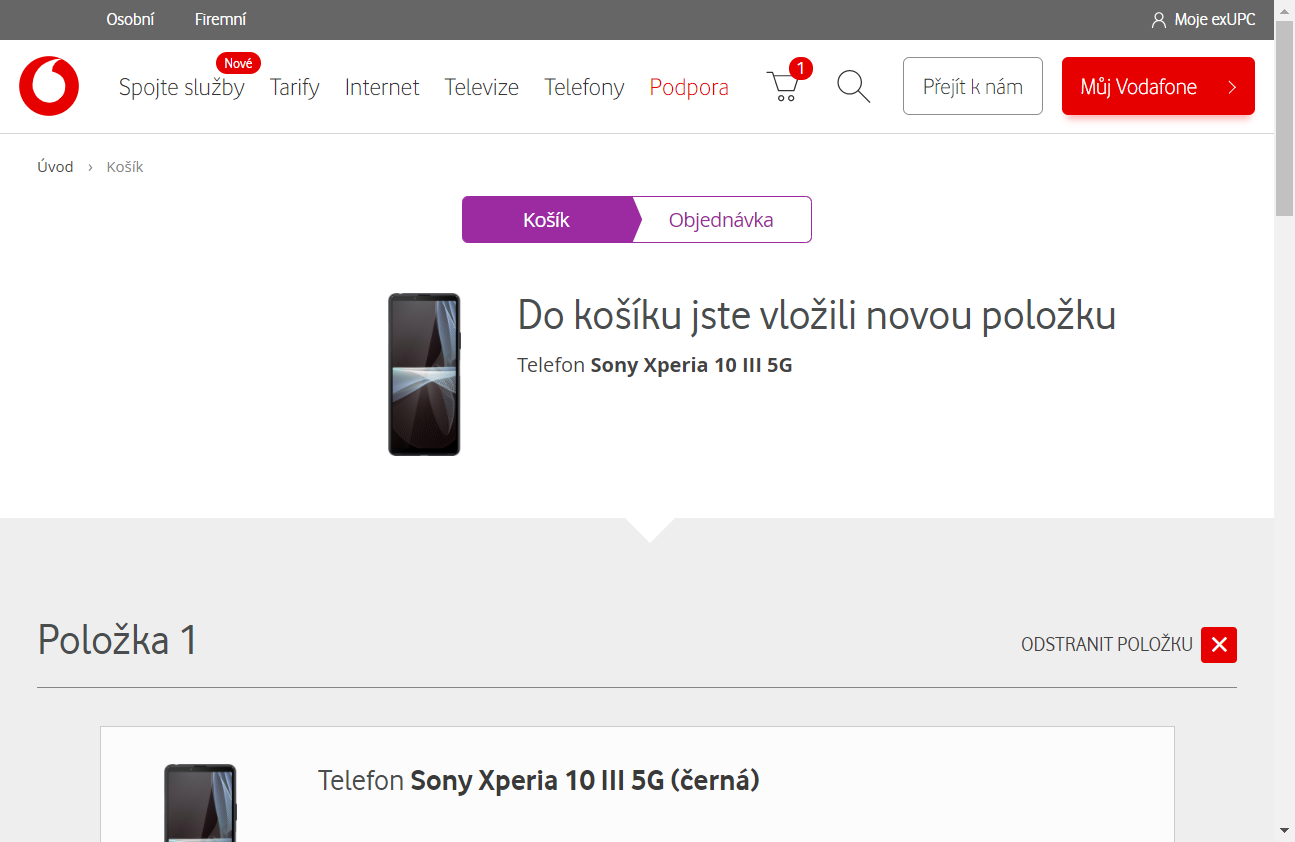 Osobní Firemní Moje exUPC
Nové
Spojte služby Tarify Internet Televize Telefony Podpora 1 Přejít k nám Můj Vodafone
Úvod › Košík
Košík Objednávka
Do košíku jste vložili novou položku
Telefon Sony Xperia 10 III 5G
Položka 1
ODSTRANIT POLOŽKU
Telefon Sony Xperia 10 III 5G (černá)